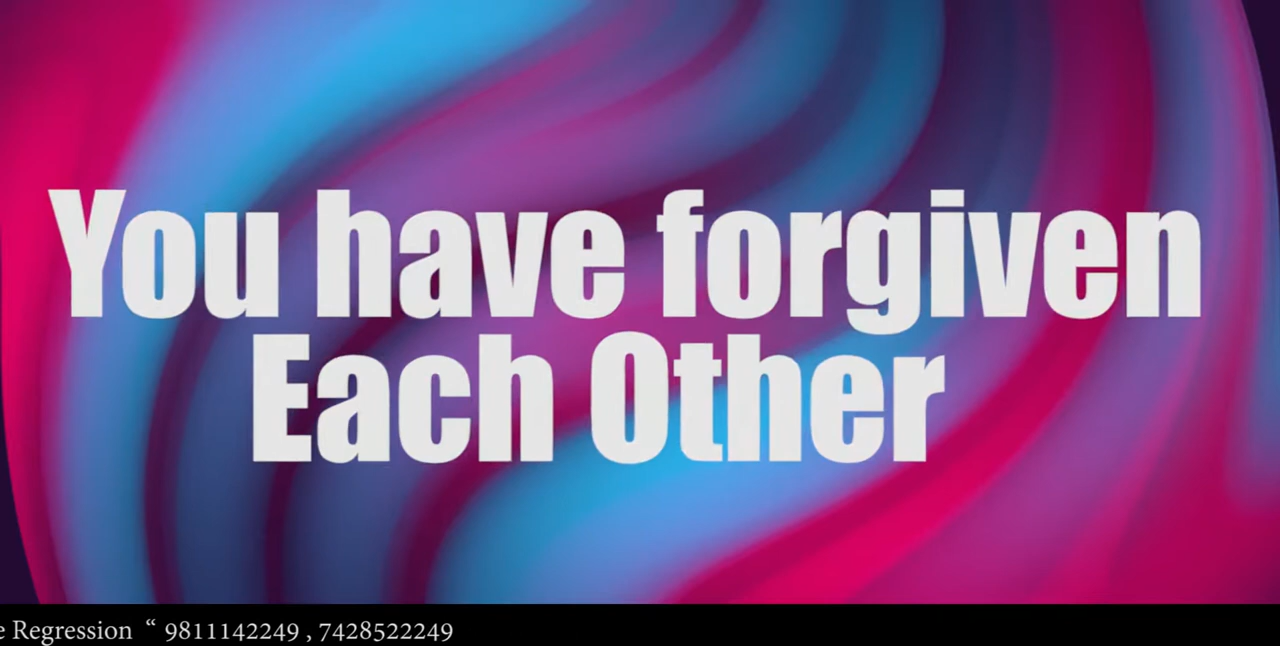 You have forgiven
Each Other
e Regression “ 9811142249 , 7428522249